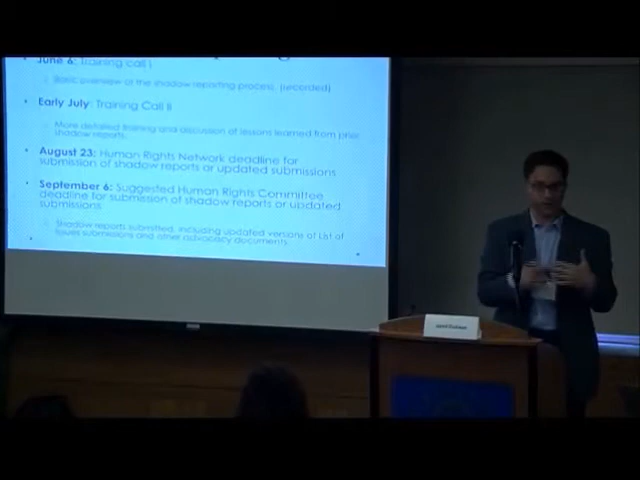 June 6: Training call I
Basic overview of the shadow reporting process (recorded)
Early July: Training Call II
More detailed training and discussion of lessons learned from prior
shadow reports
August 23: Human Rights Network deadline for
submission of shadow reports or updated submissions
September 6: Suggested Human Rights Committee
deadline for submission of shadow reports or updated
submissions
Shadow reports submitted, including updated versions of List of
Issues submissions and other advocacy documents